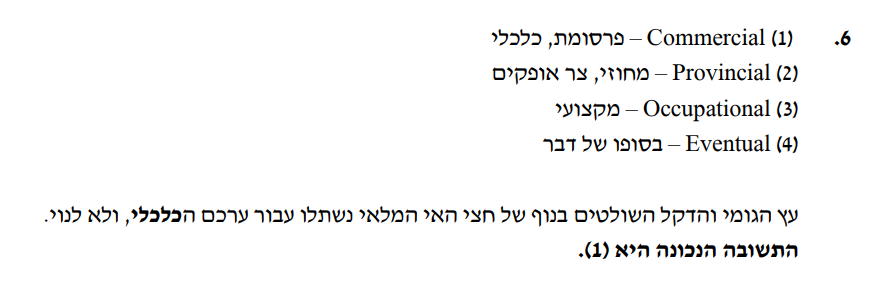 6. (1) Commercial – פרסומת, כלכלי
(2) Provincial – מחוזי, צר אופקים
(3) Occupational – מקצועי
(4) Eventual – בסופו של דבר
עץ הגומי והדקל השולטים בנוף של חצי האי המלאי נשתלו עבור ערכם הכלכלי, ולא לנוי.
התשובה הנכונה היא (1).